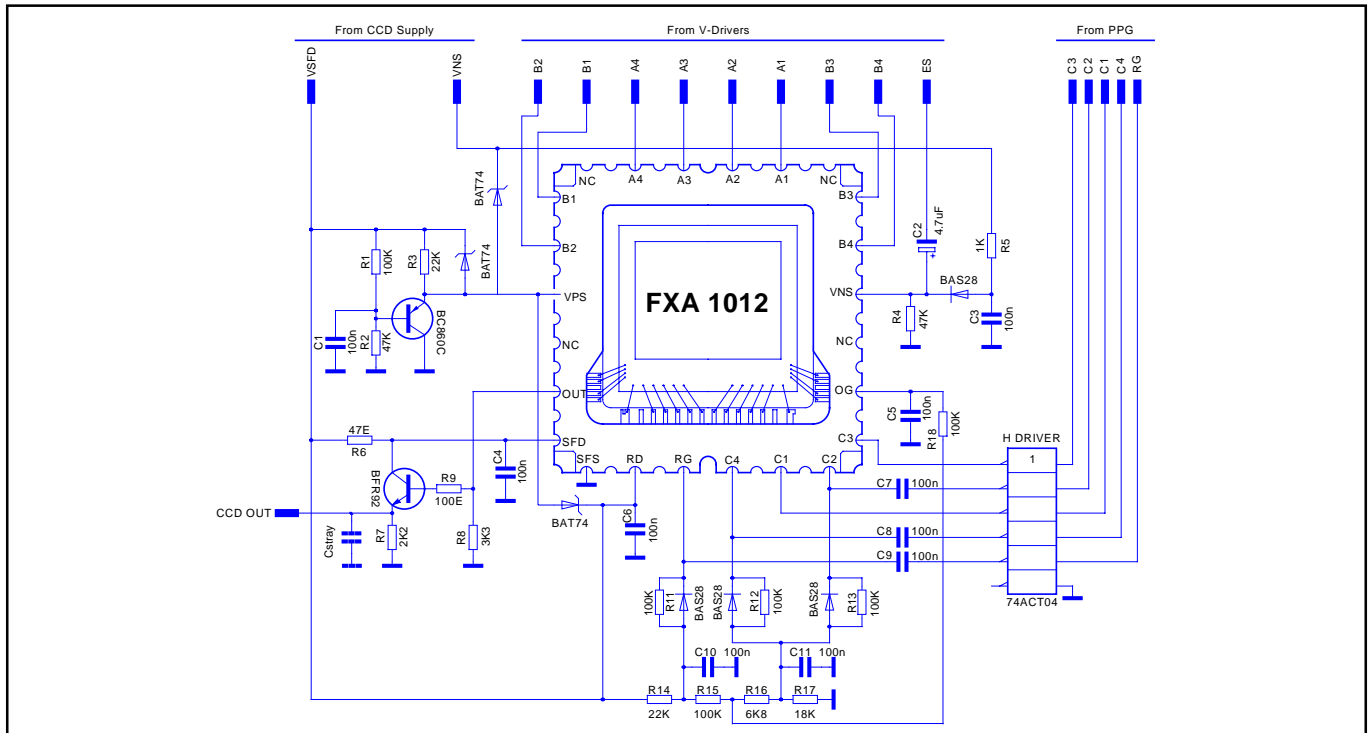 From CCD Supply
From V-Drivers
From PPG
VSFD
VNS
B2
B1
A4
A3
A2
A1
B3
B4
ES
C3
C2
C1
C4
RG
NC
A4
A3
A2
A1
NC
B1
B2
VPS
NC
OUT
SFD
SFS
RD
RG
C4
C1
C2
B3
B4
VNS
NC
OG
C3
FXA 1012
BAT74
BAT74
R1
100K
R3
22K
C1
100n
R2
47K
BC860C
C2
4.7uF
+
1K
R5
BAS28
R4
47K
C3
100n
C5
100n
R18
100K
H DRIVER
1
74ACT04
47E
R6
BFR92
R9
100E
C4
100n
CCD OUT
Cstray
R7
2K2
R8
3K3
BAT74
C6
100n
C7
100n
C8
100n
C9
100n
100K
R11
BAS28
BAS28
R12
100K
BAS28
R13
100K
C10
100n
C11
100n
R14
22K
R15
100K
R16
6K8
R17
18K